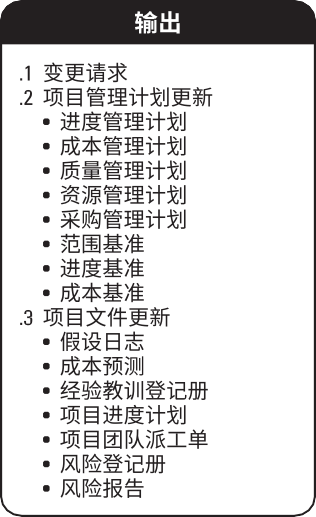 输出
.1 变更请求
.2 项目管理计划更新
• 进度管理计划
• 成本管理计划
• 质量管理计划
• 资源管理计划
• 采购管理计划
• 范围基准
• 进度基准
• 成本基准
.3 项目文件更新
• 假设日志
• 成本预测
• 经验教训登记册
• 项目进度计划
• 项目团队派工单
• 风险登记册
• 风险报告